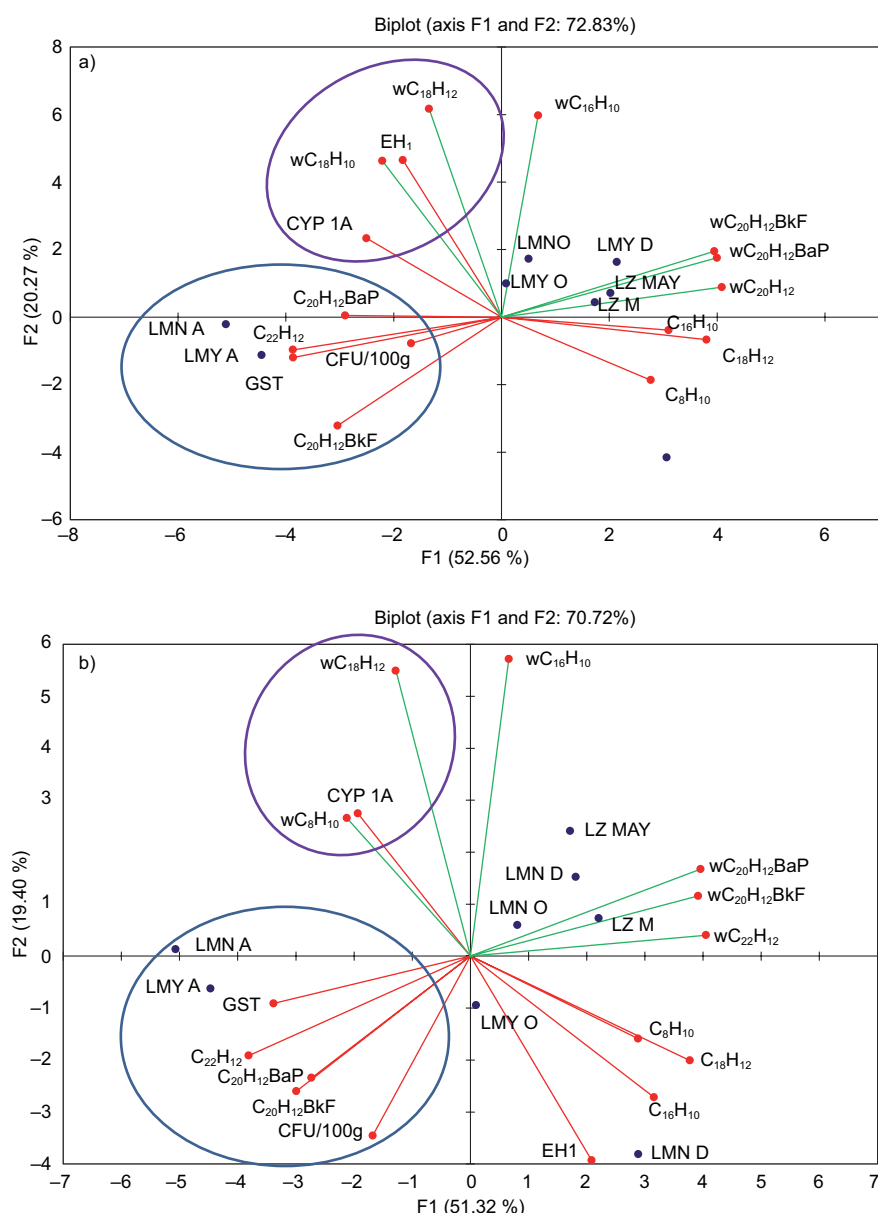 Biplot (axis F1 and F2: 72.83%)
a)
8
6
4
2
0
–2
–4
–6
F2 (20.27 %)
wC₁₈H₁₂
wC₁₆H₁₀
EH₁
wC₁₈H₁₀
CYP 1A
LMNO
LMY D
wC₂₀H₁₂BkF
wC₂₀H₁₂BaP
LMY O
LZ MAY
wC₂₀H₁₂
LZ M
C₂₀H₁₂BaP
LMN A
C₂₂H₁₂
C₁₆H₁₀
LMY A
CFU/100g
C₁₈H₁₂
GST
C₈H₁₀
C₂₀H₁₂BkF
–8 –6 –4 –2 0 2 4 6
F1 (52.56 %)
Biplot (axis F1 and F2: 70.72%)
b)
6
5
4
3
1
0
–1
–2
–3
–4
F2 (19.40 %)
wC₁₈H₁₂
wC₁₆H₁₀
CYP 1A
wC₈H₁₀
LZ MAY
LMN D
wC₂₀H₁₂BaP
wC₂₀H₁₂BkF
LMN O
LZ M
wC₂₂H₁₂
LMN A
LMY A
GST
LMY O
C₂₂H₁₂
C₈H₁₀
C₁₈H₁₂
C₂₀H₁₂BaP
C₂₀H₁₂BkF
C₁₆H₁₀
CFU/100g
EH1
LMN D
–7 –6 –5 –4 –3 –2 –1 0 1 2 3 4 5 6 7
F1 (51.32 %)